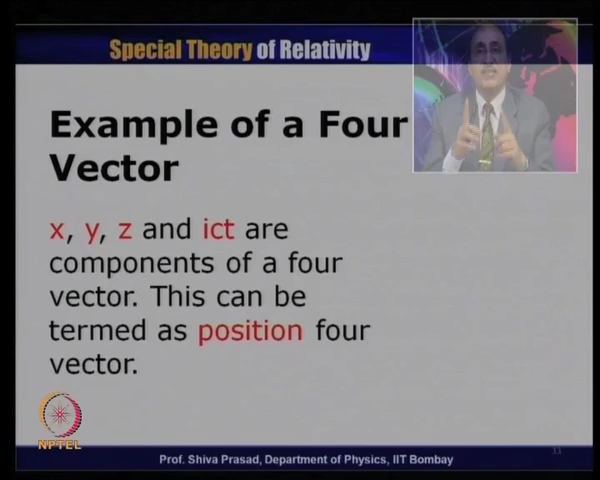 Special Theory of Relativity
Example of a Four
Vector
x, y, z and ict are
components of a four
vector. This can be
termed as position four
vector.
NPTEL
Prof. Shiva Prasad, Department of Physics, IIT Bombay
33